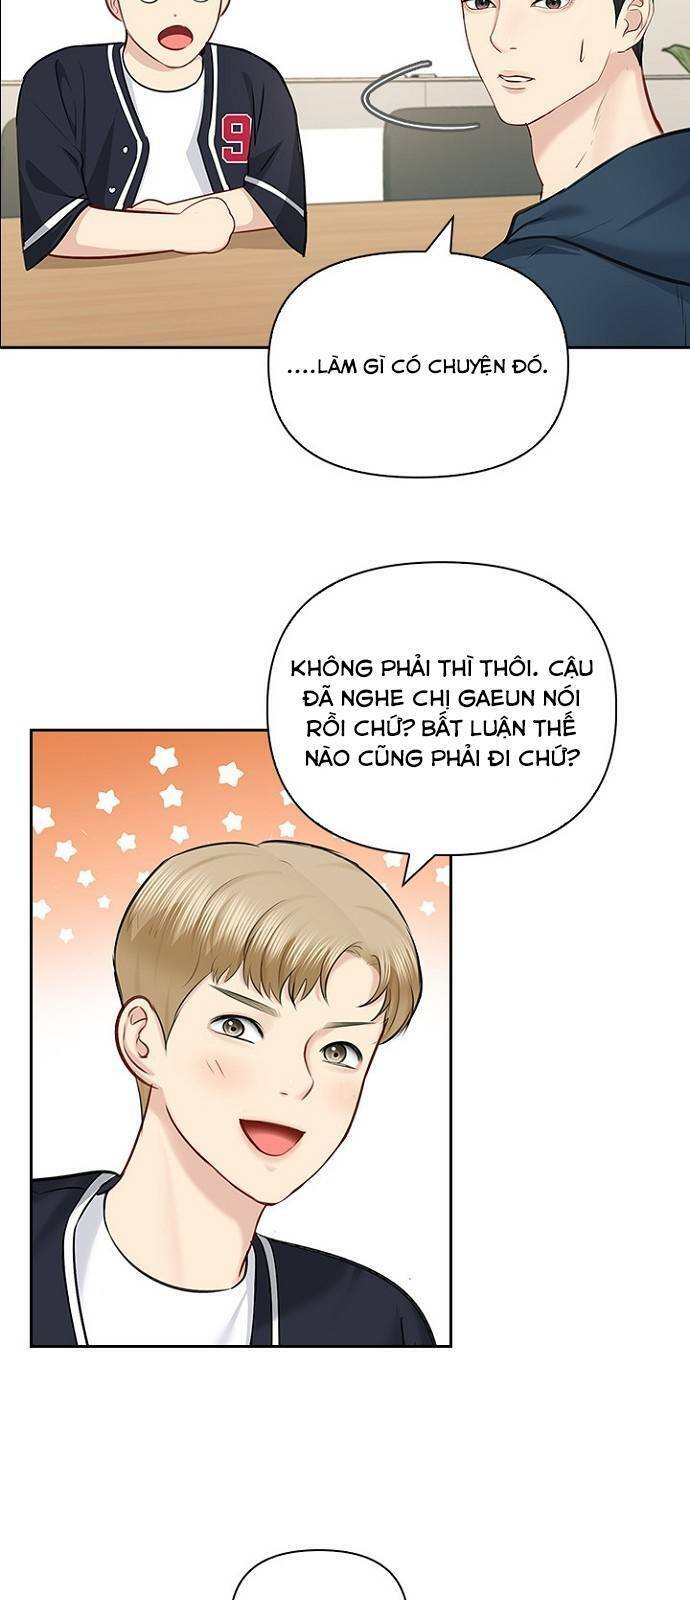 9
....LÀM GÌ CÓ CHUYỆN ĐÓ.
KHÔNG PHẢI THÌ THÔI. CẬU
ĐÃ NGHE CHỊ GAEUN NÓI
RỒI CHỨ? BẤT LUẬN THẾ
NÀO CŨNG PHẢI ĐI CHỨ?